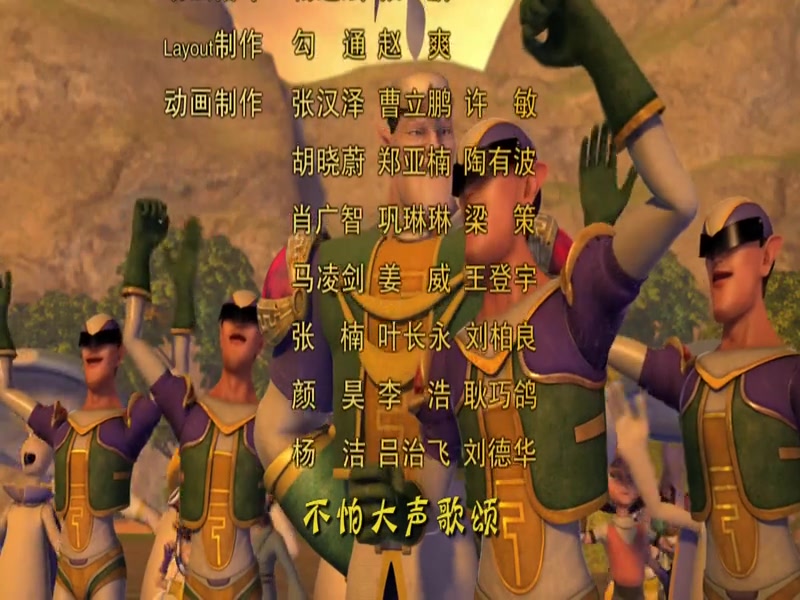 Layout制作 勾 通 赵 爽
动画制作 张汉泽 曹立鹏 许 敏
胡晓蔚 郑亚楠 陶有波
肖广智 巩琳琳 梁 策
马凌剑 姜 威 王登宇
张 楠 叶长永 刘柏良
颜 昊 李 浩 耿巧鸽
杨 洁 吕治飞 刘德华
不怕大声歌颂